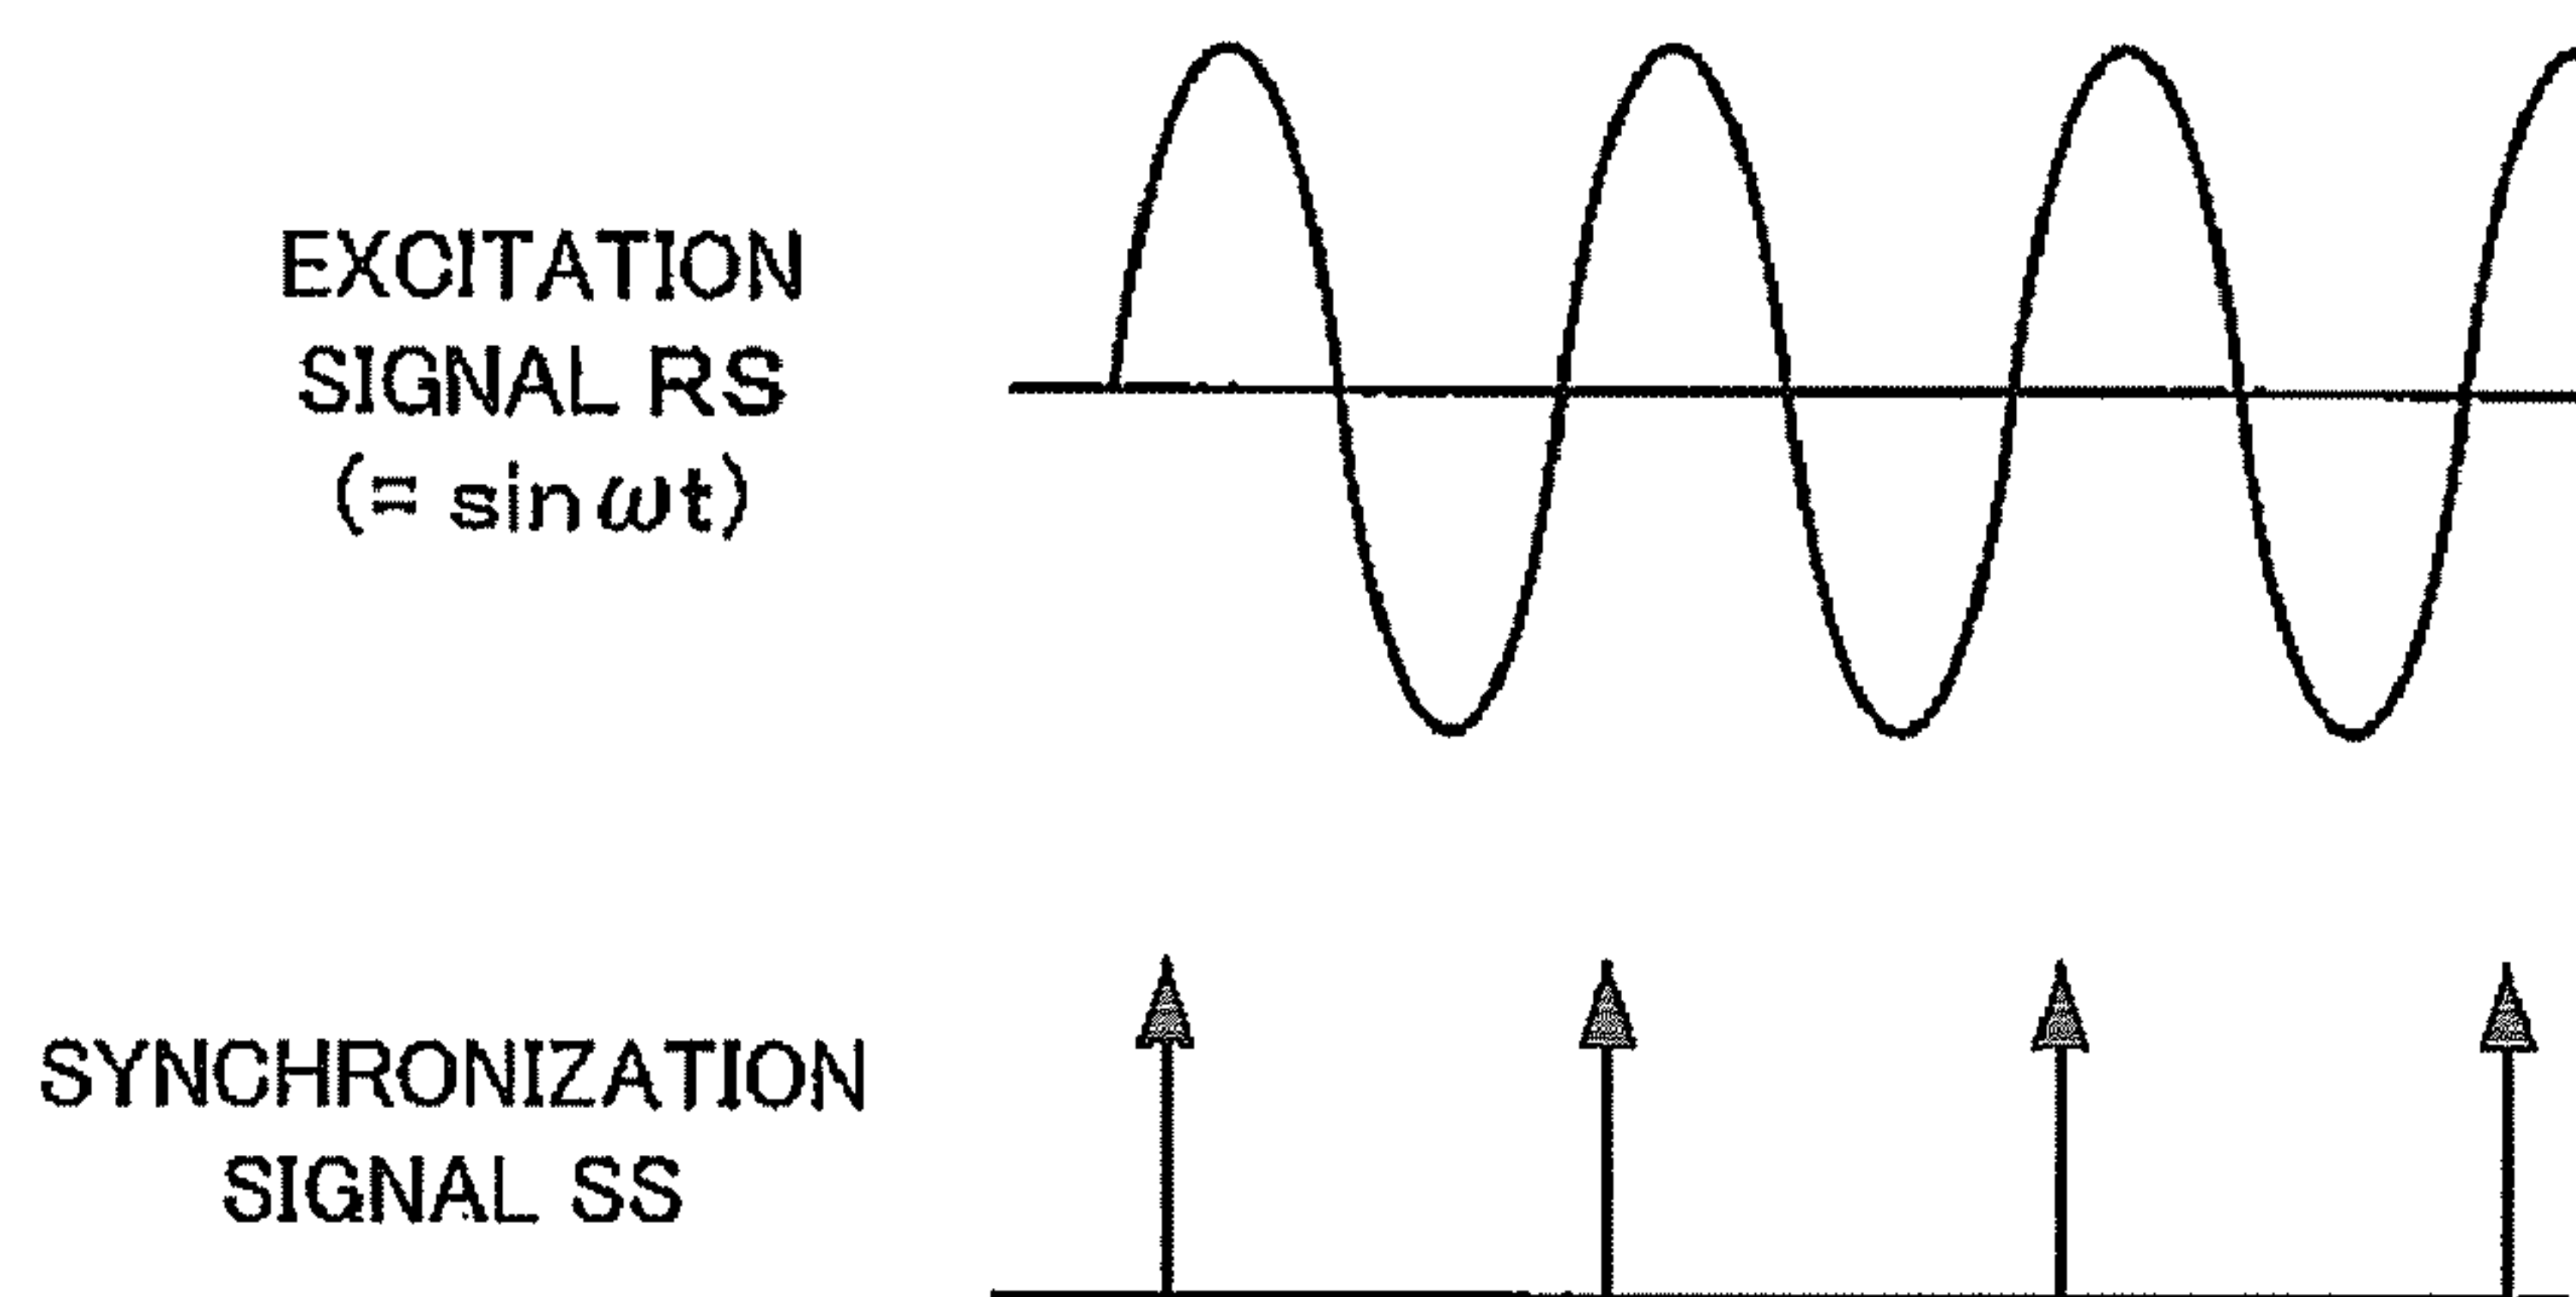 EXCITATION
SIGNAL RS
(= sin ωt)
SYNCHRONIZATION
SIGNAL SS